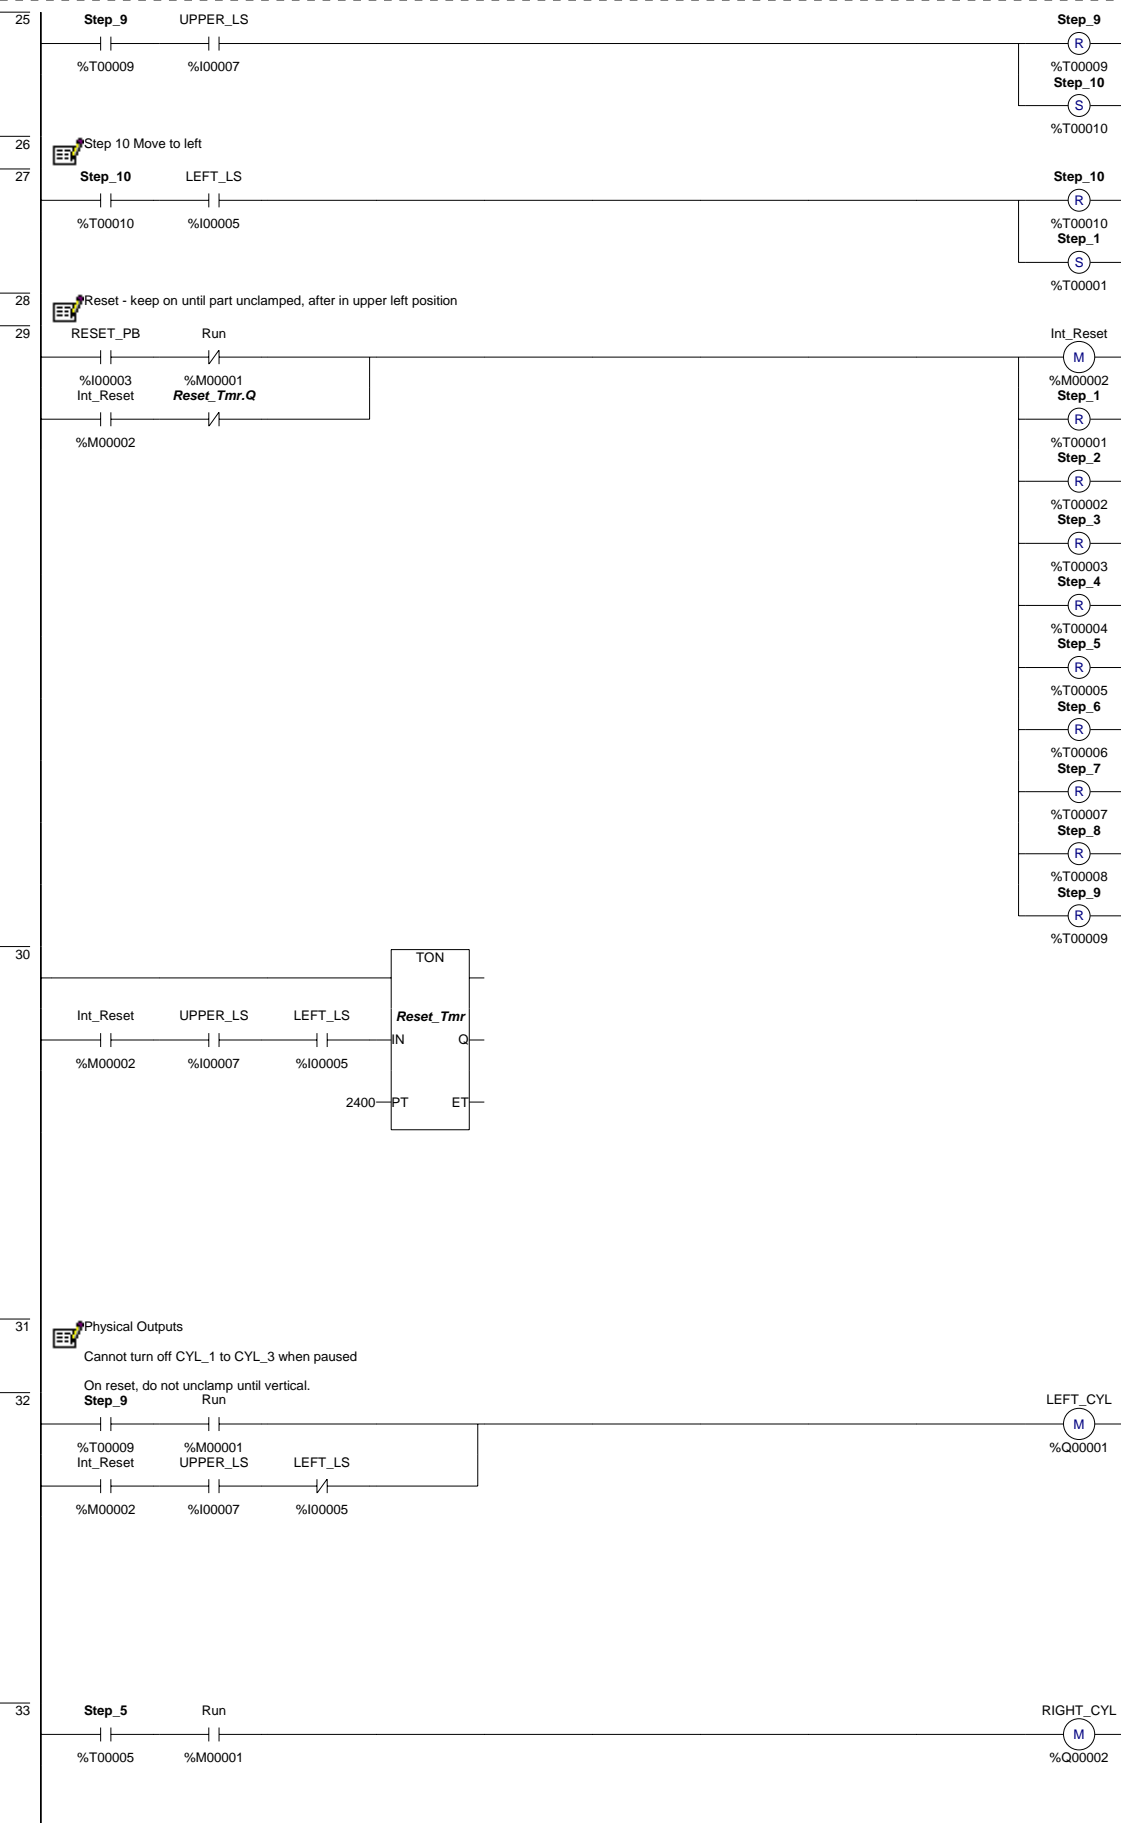 25 Step_9 UPPER_LS Step_9
R
%T00009 %I00007 %T00009
Step_10
S
%T00010
26 Step 10 Move to left
27 Step_10 LEFT_LS Step_10
R
%T00010 %I00005 %T00010
Step_1
S
%T00001
28 Reset - keep on until part unclamped, after in upper left position
29 RESET_PB Run Int_Reset
M
%I00003 %M00001 %M00002
Int_Reset Reset_Tmr.Q Step_1
R
%M00002 %T00001
Step_2
R
%T00002
Step_3
R
%T00003
Step_4
R
%T00004
Step_5
R
%T00005
Step_6
R
%T00006
Step_7
R
%T00007
Step_8
R
%T00008
Step_9
R
%T00009
30 TON
Int_Reset UPPER_LS LEFT_LS Reset_Tmr
IN Q
%M00002 %I00007 %I00005
2400 PT ET
31 Physical Outputs
Cannot turn off CYL_1 to CYL_3 when paused
On reset, do not unclamp until vertical.
32 Step_9 Run LEFT_CYL
M
%T00009 %M00001 %Q00001
Int_Reset UPPER_LS LEFT_LS
%M00002 %I00007 %I00005
33 Step_5 Run RIGHT_CYL
M
%T00005 %M00001 %Q00002